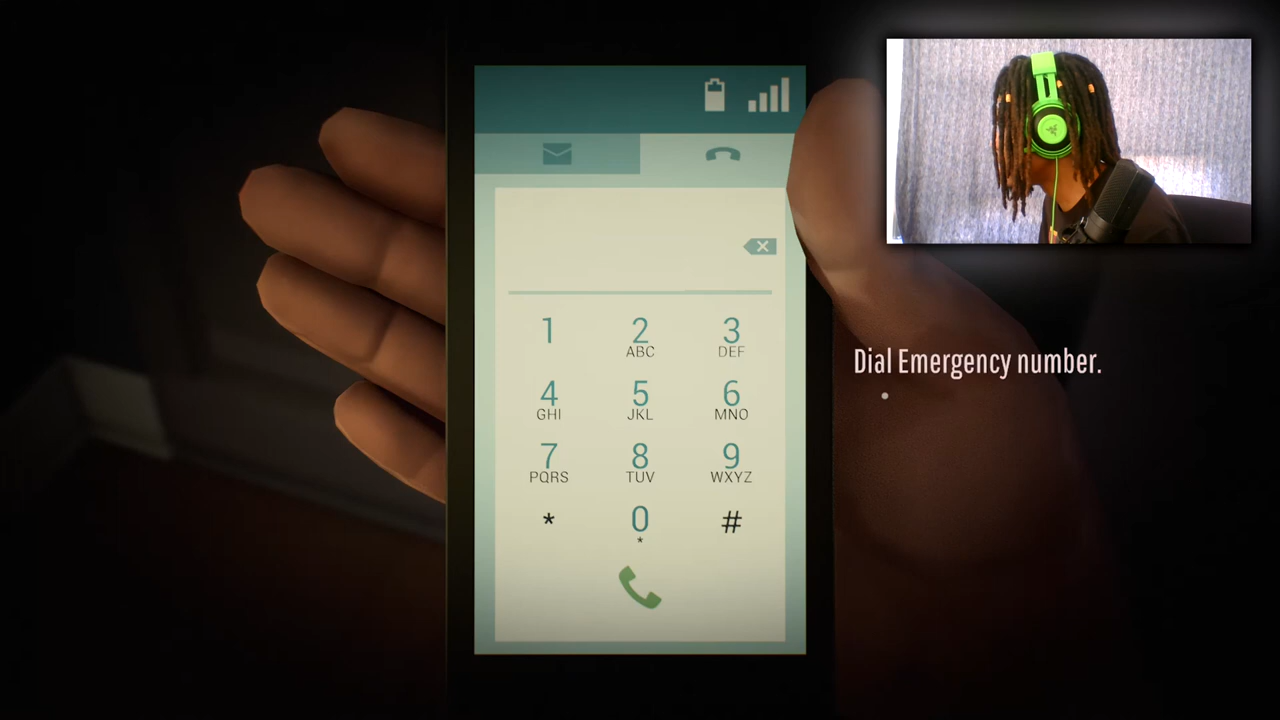 1 2 3
ABC DEF
4 5 6
GHI JKL MNO
7 8 9
PQRS TUV WXYZ
* 0 #
*
Dial Emergency number.